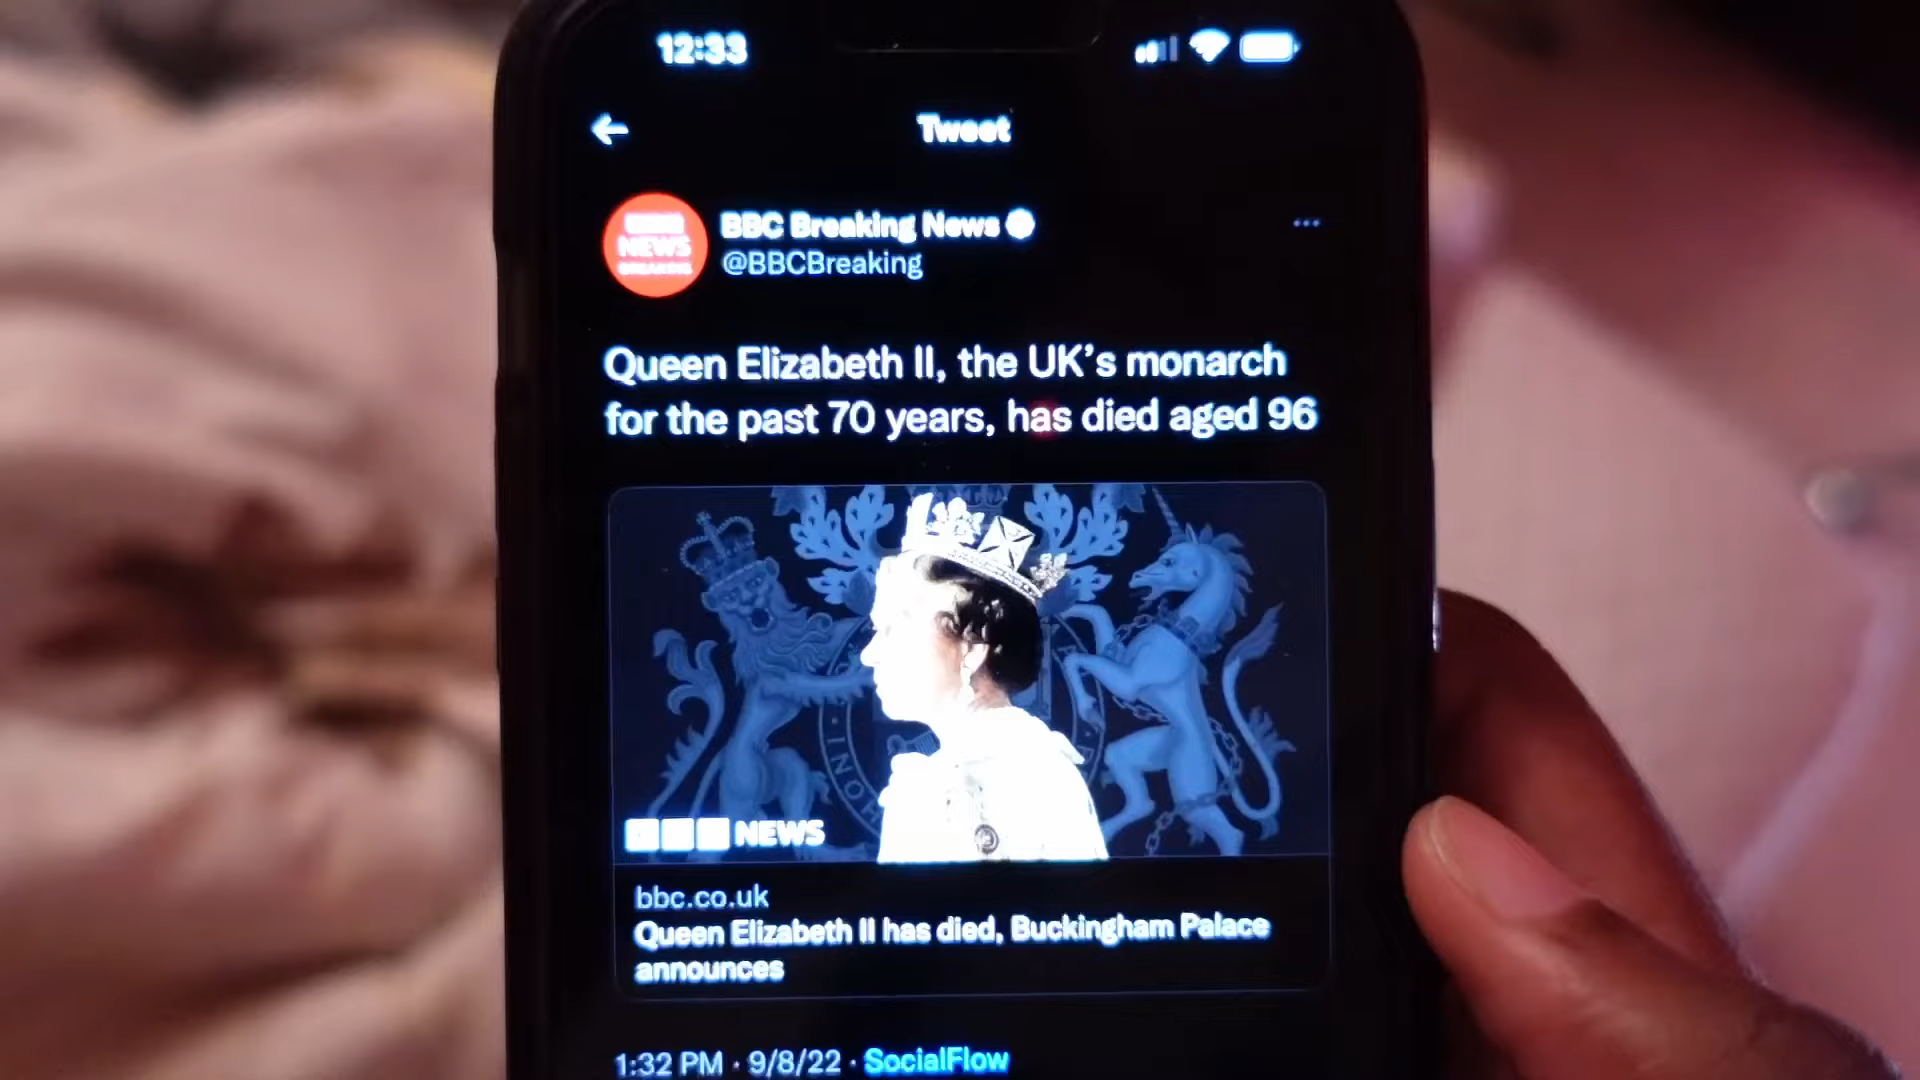 12:33
Tweet
NEWS
BBC Breaking News
@BBCBreaking
Queen Elizabeth II, the UK’s monarch
for the past 70 years, has died aged 96
NEWS
bbc.co.uk
Queen Elizabeth II has died, Buckingham Palace
announces
1:32 PM · 9/8/22 · SocialFlow